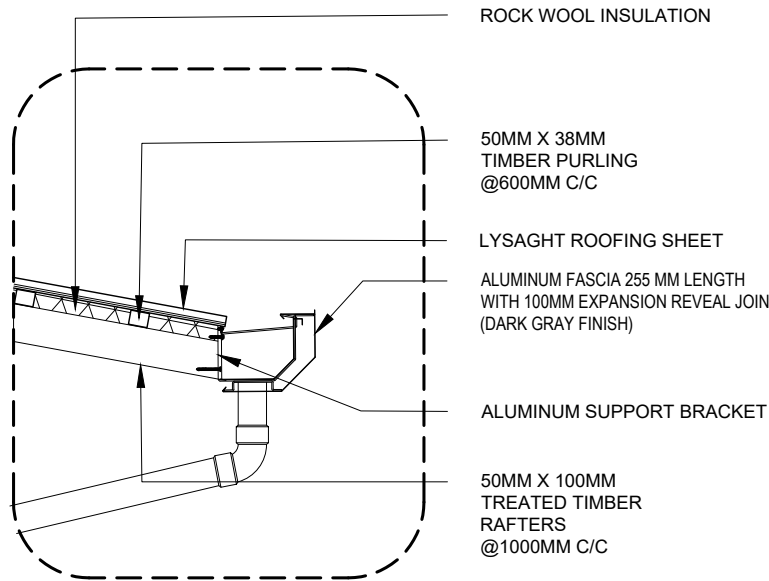 ROCK WOOL INSULATION
50MM X 38MM
TIMBER PURLING
@600MM C/C
LYSAGHT ROOFING SHEET
ALUMINUM FASCIA 255 MM LENGTH
WITH 100MM EXPANSION REVEAL JOIN
(DARK GRAY FINISH)
ALUMINUM SUPPORT BRACKET
50MM X 100MM
TREATED TIMBER
RAFTERS
@1000MM C/C